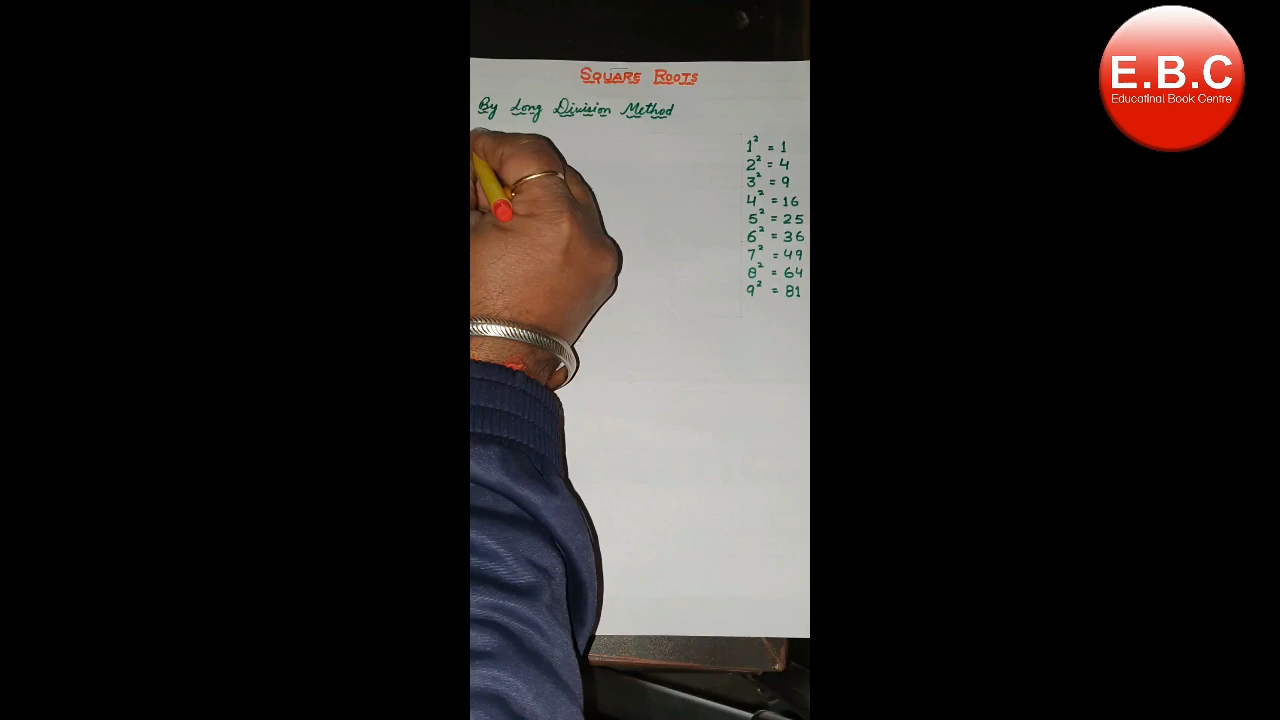 SQUARE ROOTS
By Long Division Method
1² = 1
2² = 4
3² = 9
4² = 16
5² = 25
6² = 36
7² = 49
8² = 64
9² = 81
E.B.C
Educatinal Book Centre